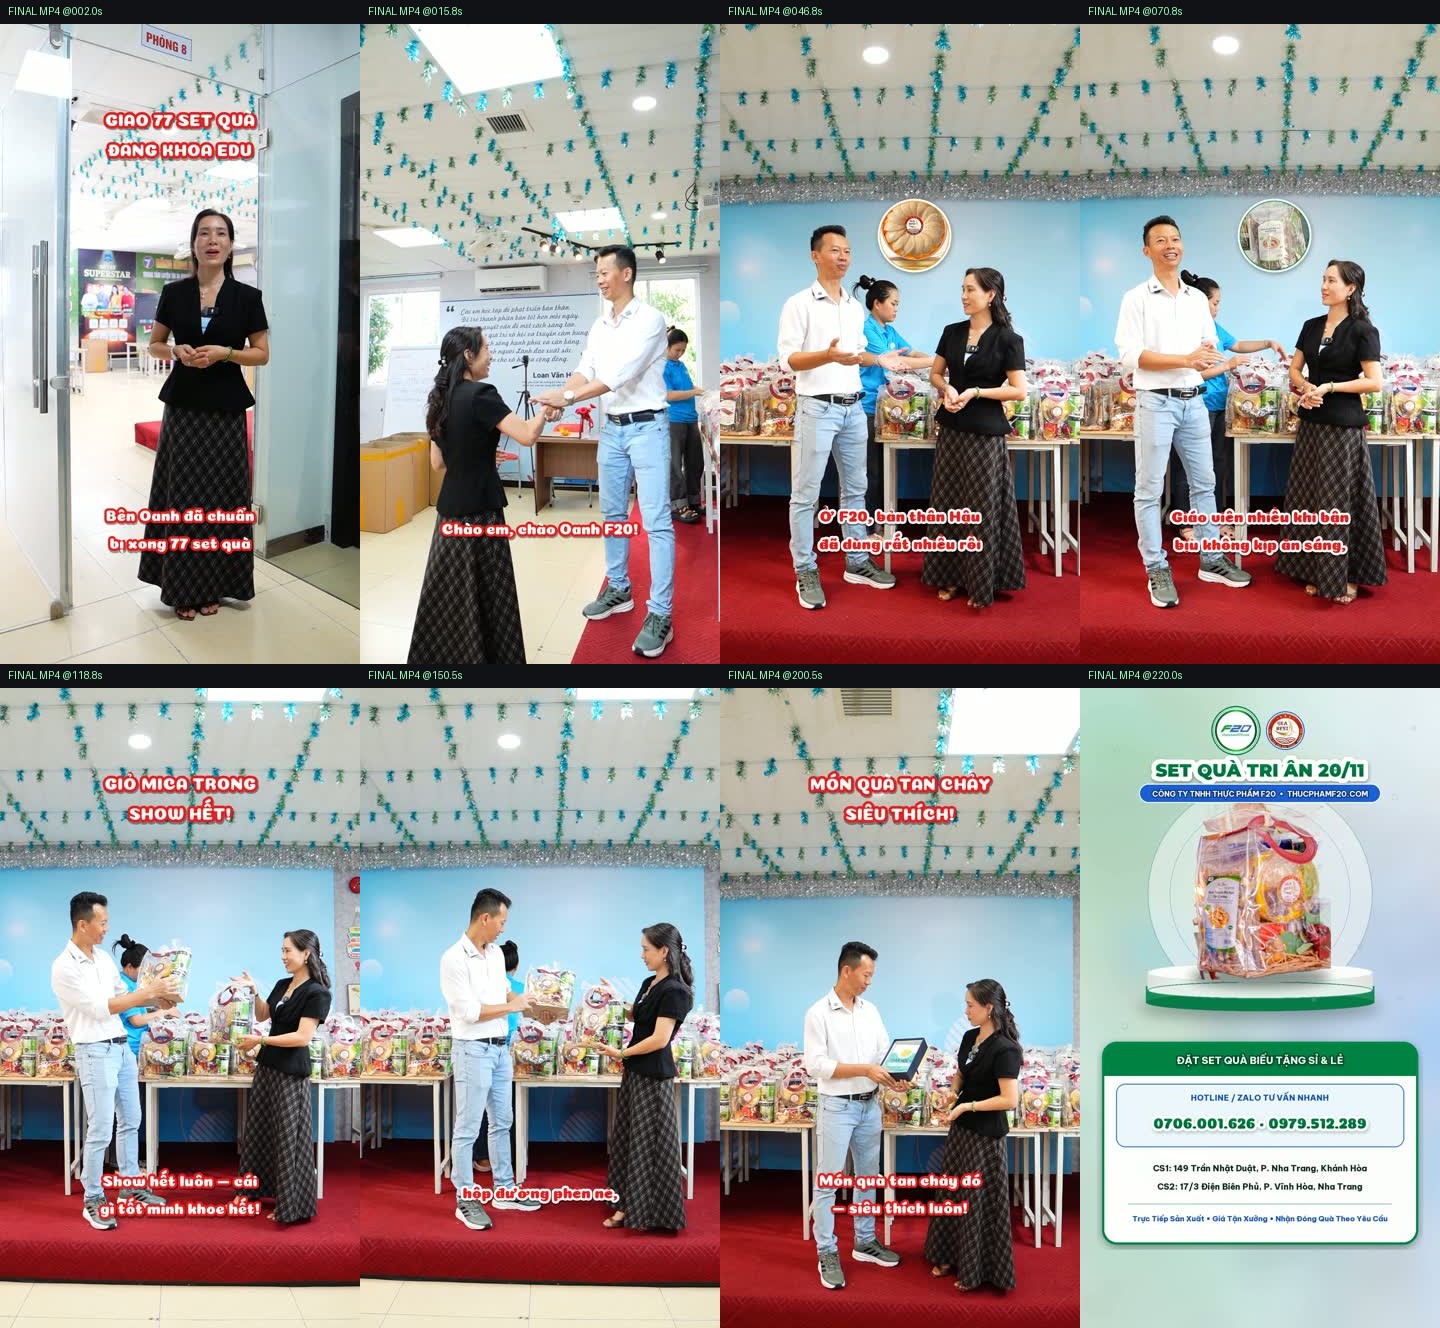 FINAL MP4 @002.0s
PHÒNG 8
GIAO 77 SET QUÀ
ĐĂNG KHOA EDU
SUPERSTAR
Bên Oanh đã chuẩn
bị xong 77 set quà
FINAL MP4 @015.8s
Loan Văn
Chào em, chào Oanh F20!
FINAL MP4 @046.8s
Ở F20, bản thân Hậu
đã dùng rất nhiều rồi
FINAL MP4 @070.8s
Giáo viên nhiều khi bận
bịu không kịp ăn sáng,
FINAL MP4 @118.8s
GIỎ MICA TRONG
SHOW HẾT!
Show hết luôn — cái
gì tốt mình khoe hết!
FINAL MP4 @150.5s
hộp đường phèn nè,
FINAL MP4 @200.5s
MÓN QUÀ TAN CHẢY
SIÊU THÍCH!
Món quà tan chảy đó
— siêu thích luôn!
FINAL MP4 @220.0s
F20
SET QUÀ TRI ÂN 20/11
CÔNG TY TNHH THỰC PHẨM F20 • THUCPHAMF20.COM
ĐẶT SET QUÀ BIẾU TẶNG SỈ & LẺ
HOTLINE / ZALO TƯ VẤN NHANH
0706.001.626 - 0979.512.289
CS1: 149 Trần Nhật Duật, P. Nha Trang, Khánh Hòa
CS2: 17/3 Điện Biên Phủ, P. Vĩnh Hòa, Nha Trang
Trực Tiếp Sản Xuất • Giá Tận Xưởng • Nhận Đóng Quà Theo Yêu Cầu